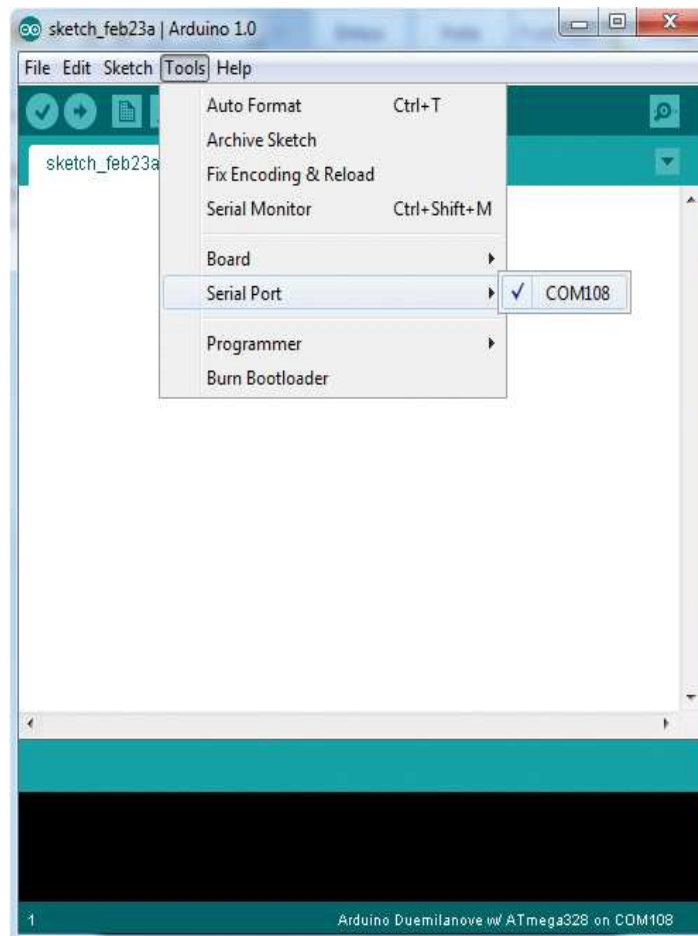 sketch_feb23a | Arduino 1.0
File Edit Sketch Tools Help
sketch_feb23a
Auto Format Ctrl+T
Archive Sketch
Fix Encoding & Reload
Serial Monitor Ctrl+Shift+M
Board
Serial Port
COM108
Programmer
Burn Bootloader
1
Arduino Duemilanove w/ ATmega328 on COM108